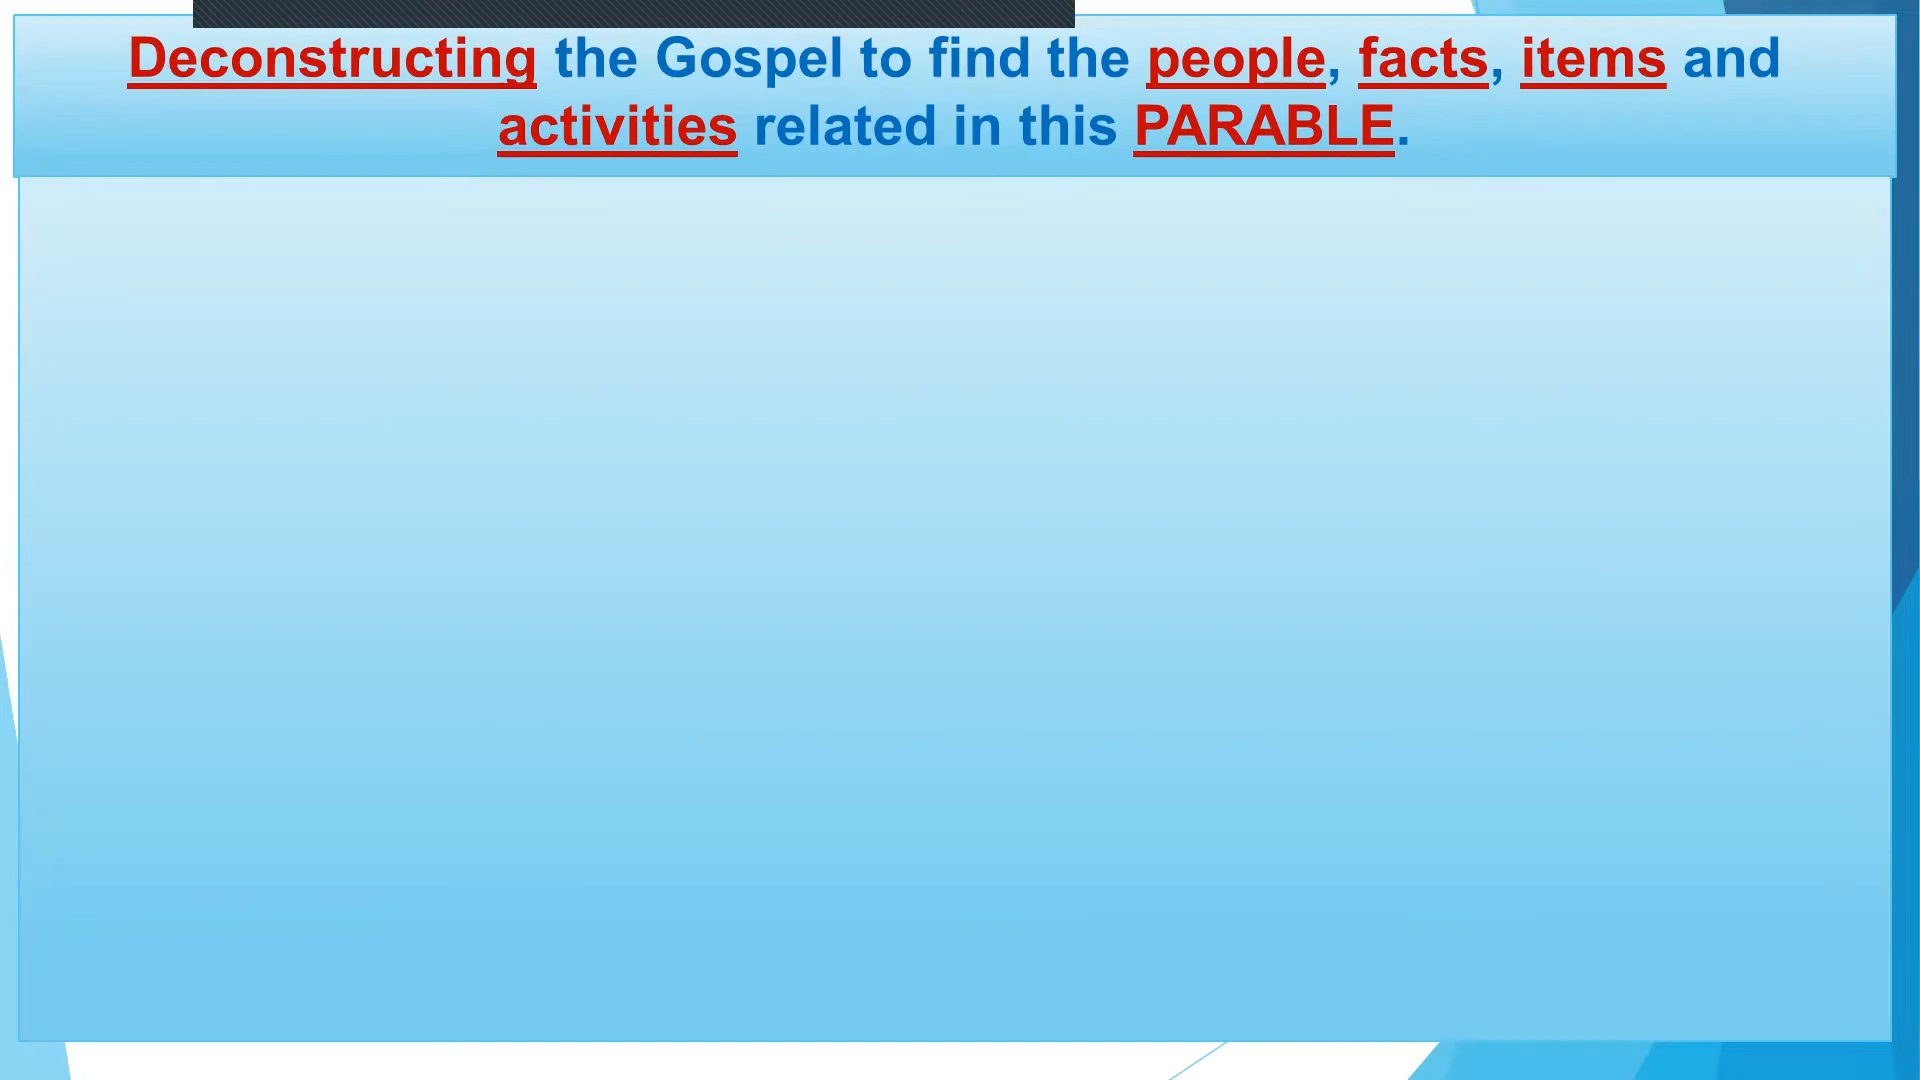 Deconstructing the Gospel to find the people, facts, items and
activities related in this PARABLE.